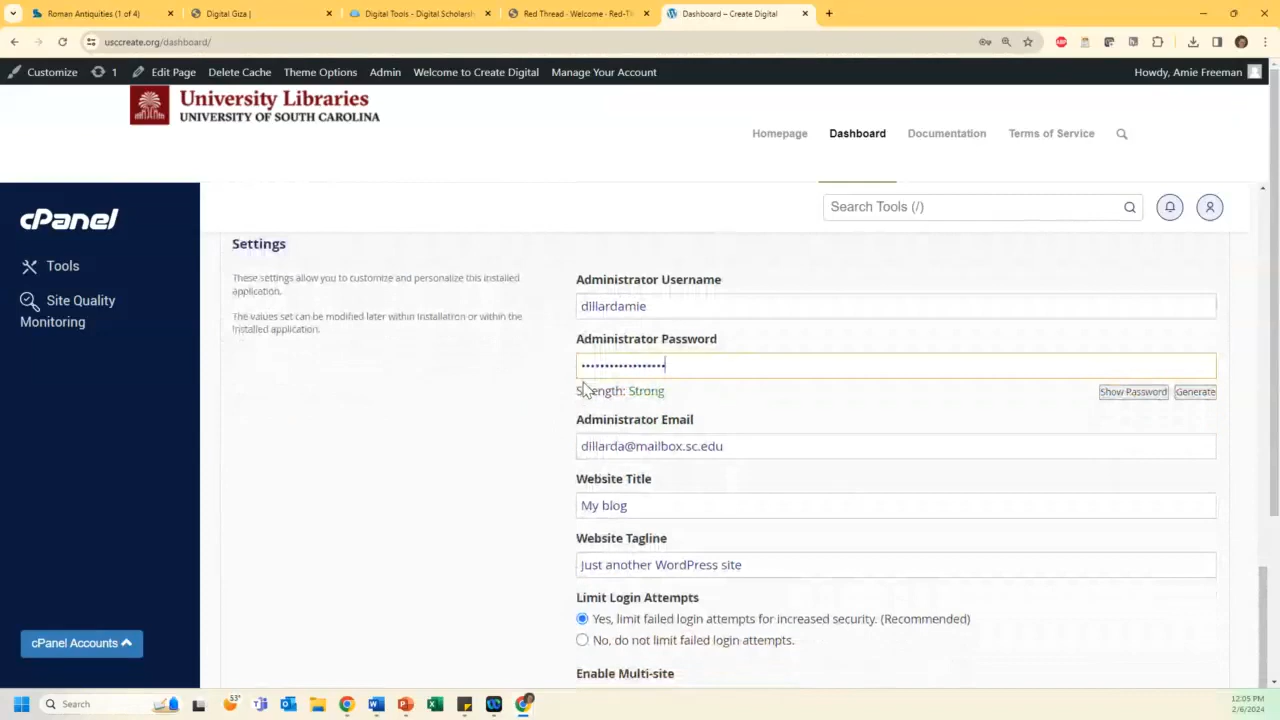 Roman Antiquities (1 of 4)
Digital Giza |
Digital Tools - Digital Scholarsh
Red Thread - Welcome - Red-Th
Dashboard – Create Digital
usccreate.org/dashboard/
Customize 1 Edit Page Delete Cache Theme Options Admin Welcome to Create Digital Manage Your Account Howdy, Amie Freeman
University Libraries
UNIVERSITY OF SOUTH CAROLINA
Homepage Dashboard Documentation Terms of Service
cPanel
Search Tools (/)
Tools
Site Quality
Monitoring
cPanel Accounts
Settings
These settings allow you to customize and personalize this installed
application.
The values set can be modified later within installation or within the
installed application.
Administrator Username
dillardamie
Administrator Password
••••••••••••••••••
Strength: Strong
Show Password Generate
Administrator Email
dillarda@mailbox.sc.edu
Website Title
My blog
Website Tagline
Just another WordPress site
Limit Login Attempts
Yes, limit failed login attempts for increased security. (Recommended)
No, do not limit failed login attempts.
Enable Multi-site
Search
53°
12:05 PM
2/6/2024